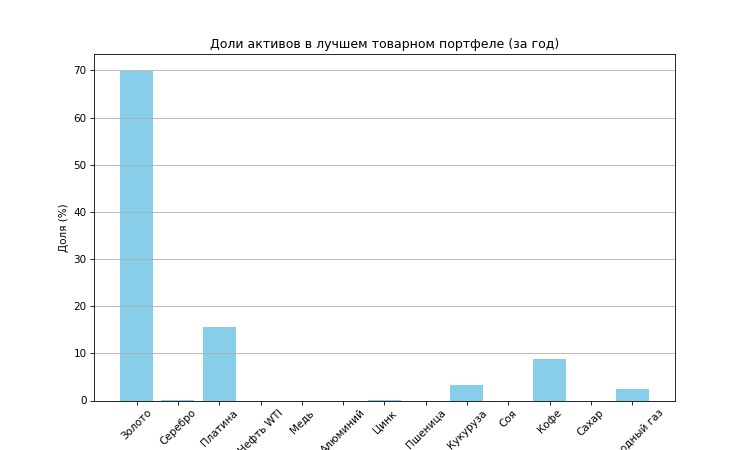 Доли активов в лучшем товарном портфеле (за год)
Доля (%)
70
60
50
40
30
20
10
0
Золото
Серебро
Платина
Нефть WTI
Медь
Алюминий
Цинк
Пшеница
Кукуруза
Соя
Кофе
Сахар
одный газ